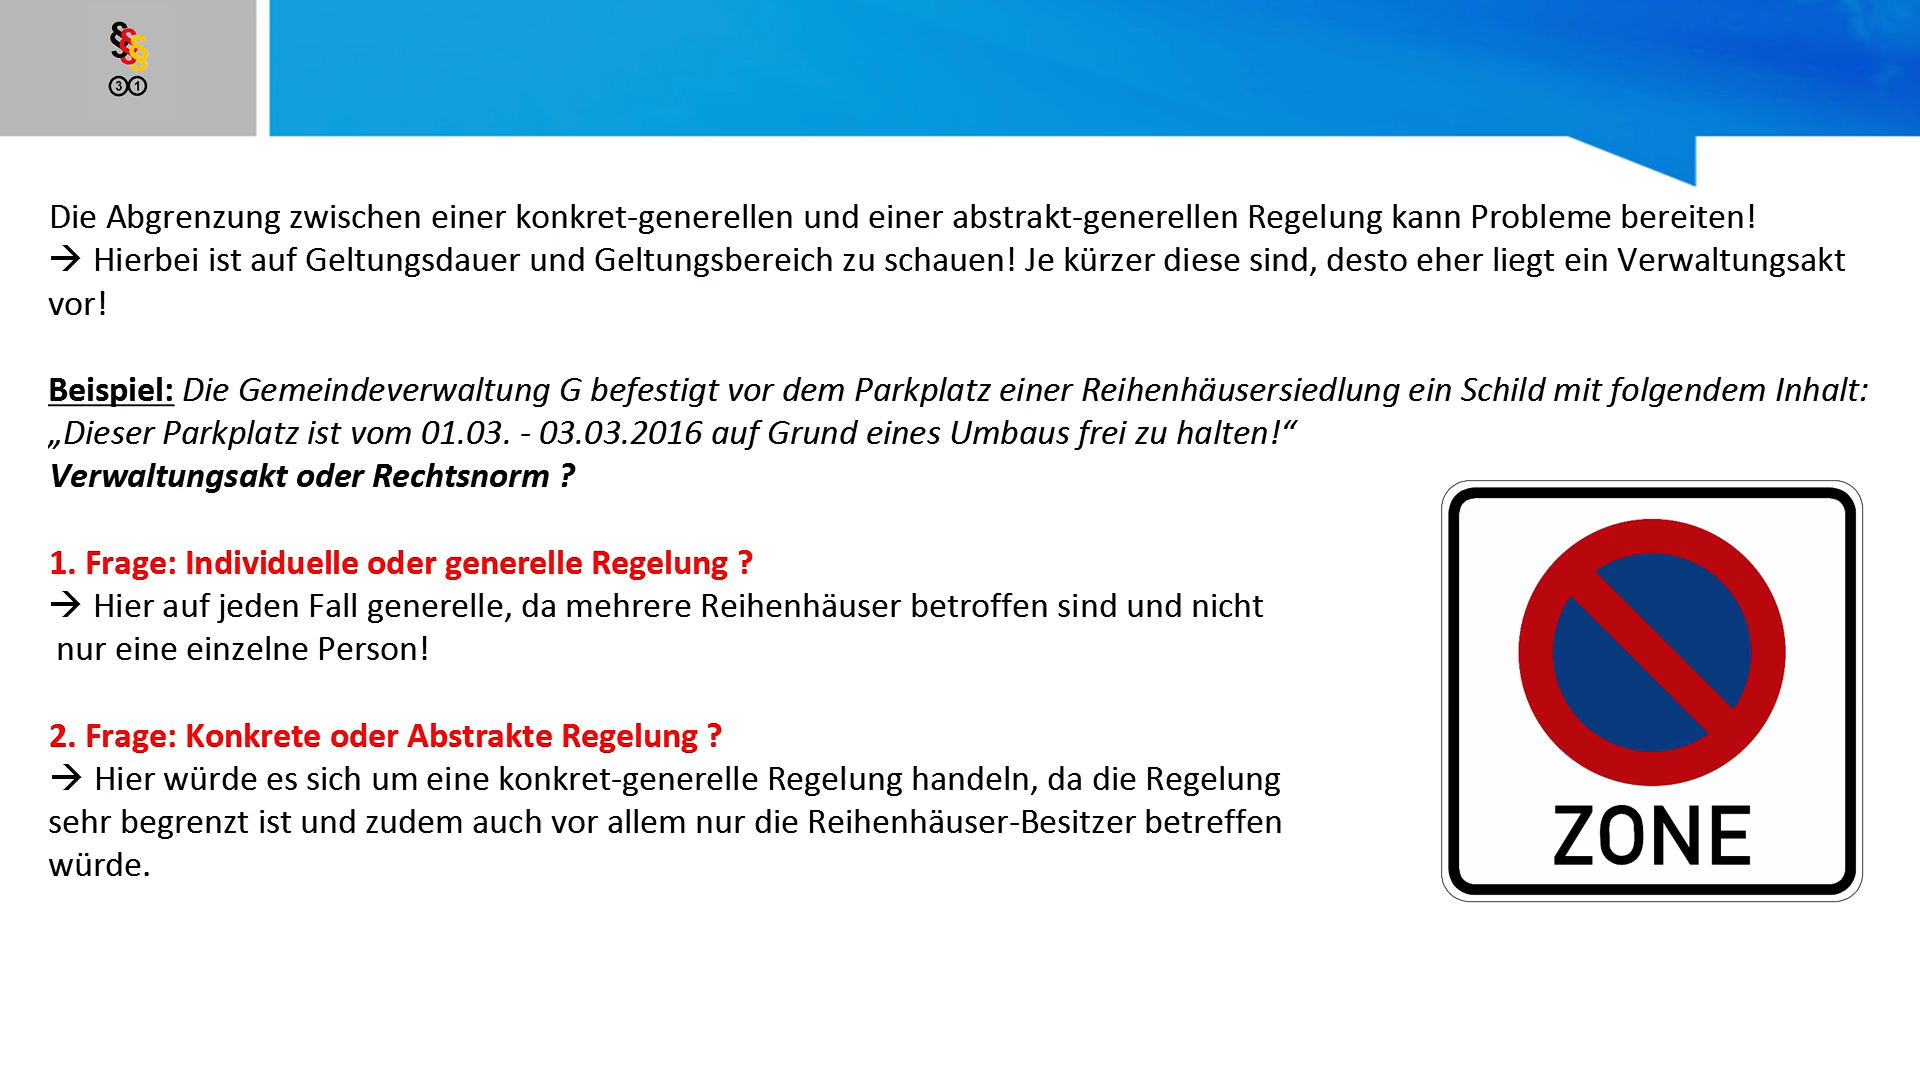 §§§
31
Die Abgrenzung zwischen einer konkret-generellen und einer abstrakt-generellen Regelung kann Probleme bereiten!
→ Hierbei ist auf Geltungsdauer und Geltungsbereich zu schauen! Je kürzer diese sind, desto eher liegt ein Verwaltungsakt
vor!
Beispiel: Die Gemeindeverwaltung G befestigt vor dem Parkplatz einer Reihenhäusersiedlung ein Schild mit folgendem Inhalt:
„Dieser Parkplatz ist vom 01.03. - 03.03.2016 auf Grund eines Umbaus frei zu halten!“
Verwaltungsakt oder Rechtsnorm ?
1. Frage: Individuelle oder generelle Regelung ?
→ Hier auf jeden Fall generelle, da mehrere Reihenhäuser betroffen sind und nicht
nur eine einzelne Person!
2. Frage: Konkrete oder Abstrakte Regelung ?
→ Hier würde es sich um eine konkret-generelle Regelung handeln, da die Regelung
sehr begrenzt ist und zudem auch vor allem nur die Reihenhäuser-Besitzer betreffen
würde.
ZONE